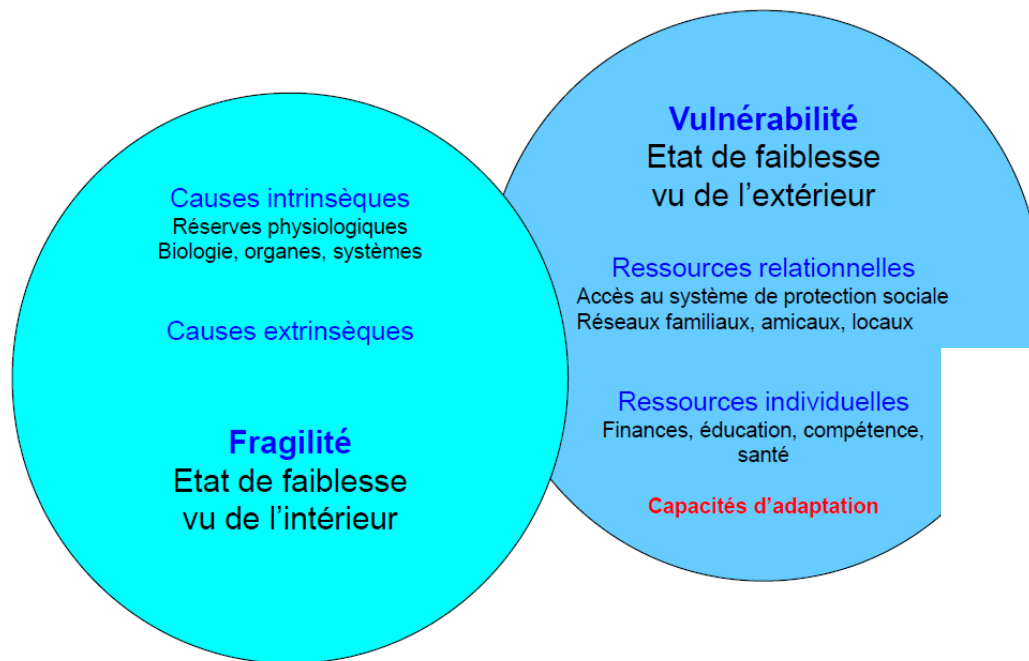 Causes intrinsèques
Réserves physiologiques
Biologie, organes, systèmes
Causes extrinsèques
Fragilité
Etat de faiblesse
vu de l'intérieur
Vulnérabilité
Etat de faiblesse
vu de l'extérieur
Ressources relationnelles
Accès au système de protection sociale
Réseaux familiaux, amicaux, locaux
Ressources individuelles
Finances, éducation, compétence,
santé
Capacités d'adaptation